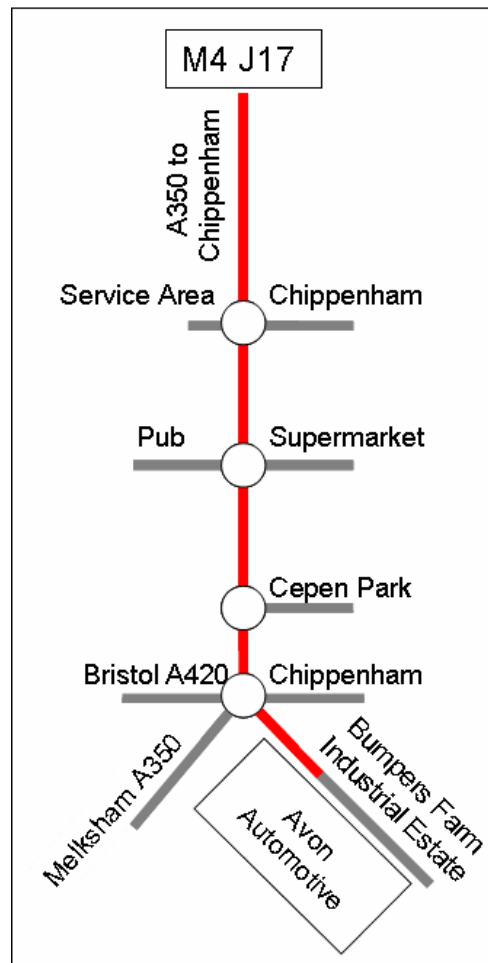 M4 J17
A350 to
Chippenham
Service Area
Chippenham
Pub
Supermarket
Cepen Park
Bristol A420
Chippenham
Melksham A350
Bumpers Farm
Industrial Estate
Avon
Automotive